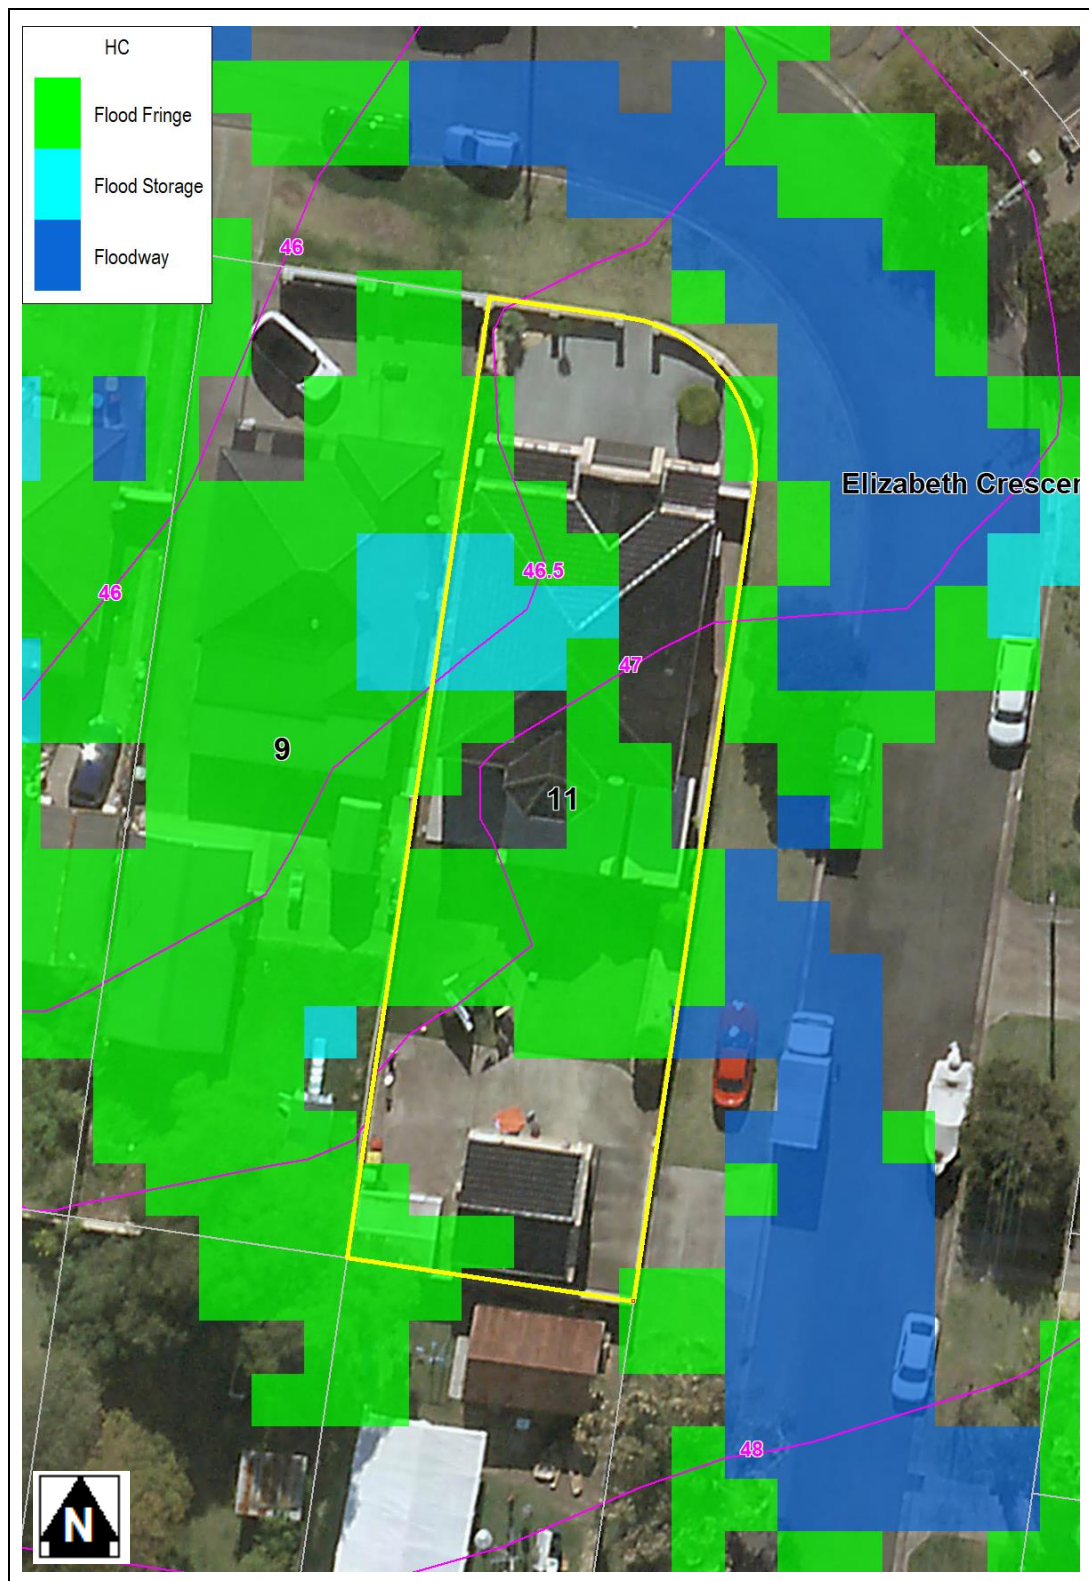 HC
Flood Fringe
Flood Storage
Floodway
46
Elizabeth Crescen
46.5
46
47
9
11
48
N